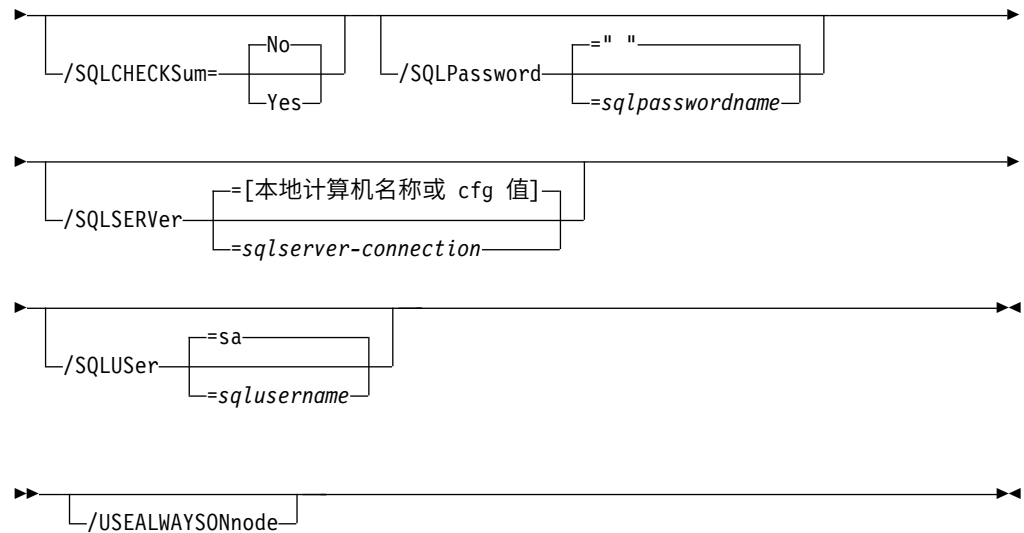 No
/SQLCHECKSum=
Yes
=" "
/SQLPassword
=sqlpasswordname
=[本地计算机名称或 cfg 值]
/SQLSERVer
=sqlserver-connection
=sa
/SQLUSer
=sqlusername
/USEALWAYSONnode